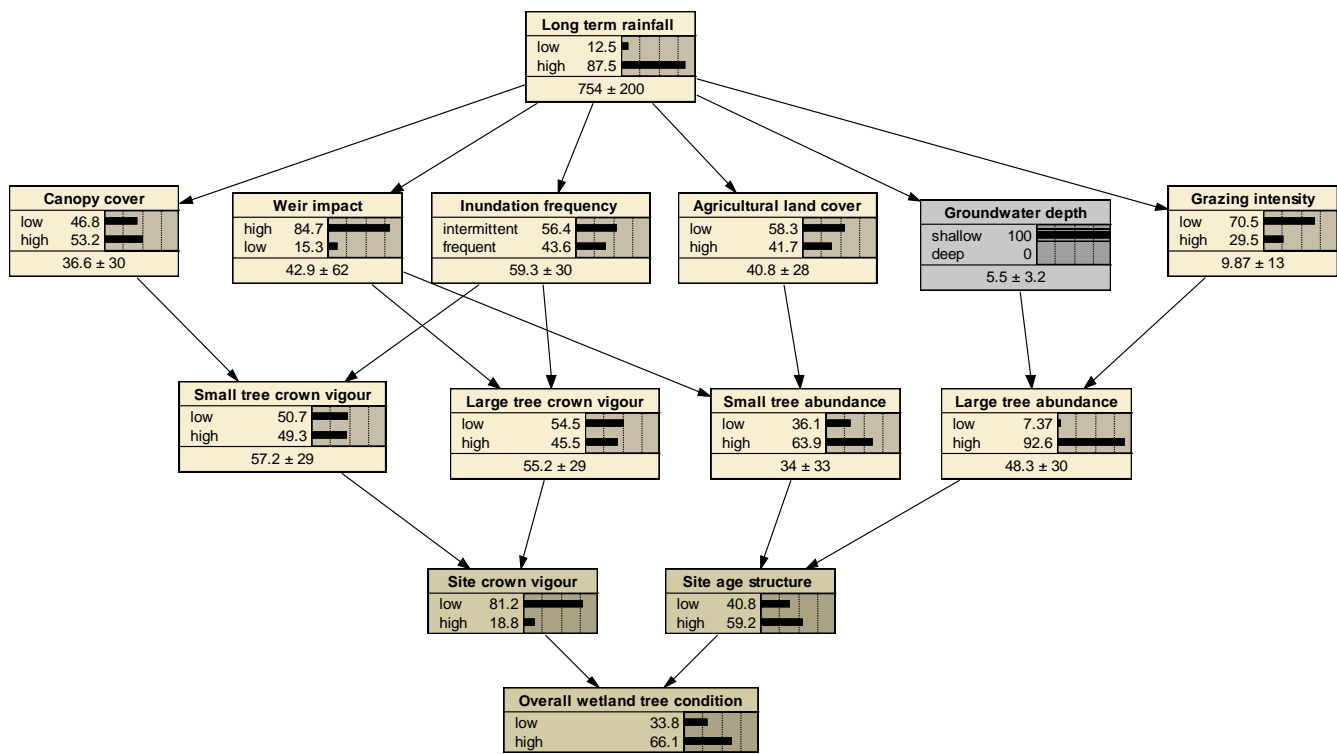 Long term rainfall
low 12.5
high 87.5
754 ± 200
Canopy cover
low 46.8
high 53.2
36.6 ± 30
Weir impact
high 84.7
low 15.3
42.9 ± 62
Inundation frequency
intermittent 56.4
frequent 43.6
59.3 ± 30
Agricultural land cover
low 58.3
high 41.7
40.8 ± 28
Groundwater depth
shallow 100
deep 0
5.5 ± 3.2
Grazing intensity
low 70.5
high 29.5
9.87 ± 13
Small tree crown vigour
low 50.7
high 49.3
57.2 ± 29
Large tree crown vigour
low 54.5
high 45.5
55.2 ± 29
Small tree abundance
low 36.1
high 63.9
34 ± 33
Large tree abundance
low 7.37
high 92.6
48.3 ± 30
Site crown vigour
low 81.2
high 18.8
Site age structure
low 40.8
high 59.2
Overall wetland tree condition
low 33.8
high 66.1